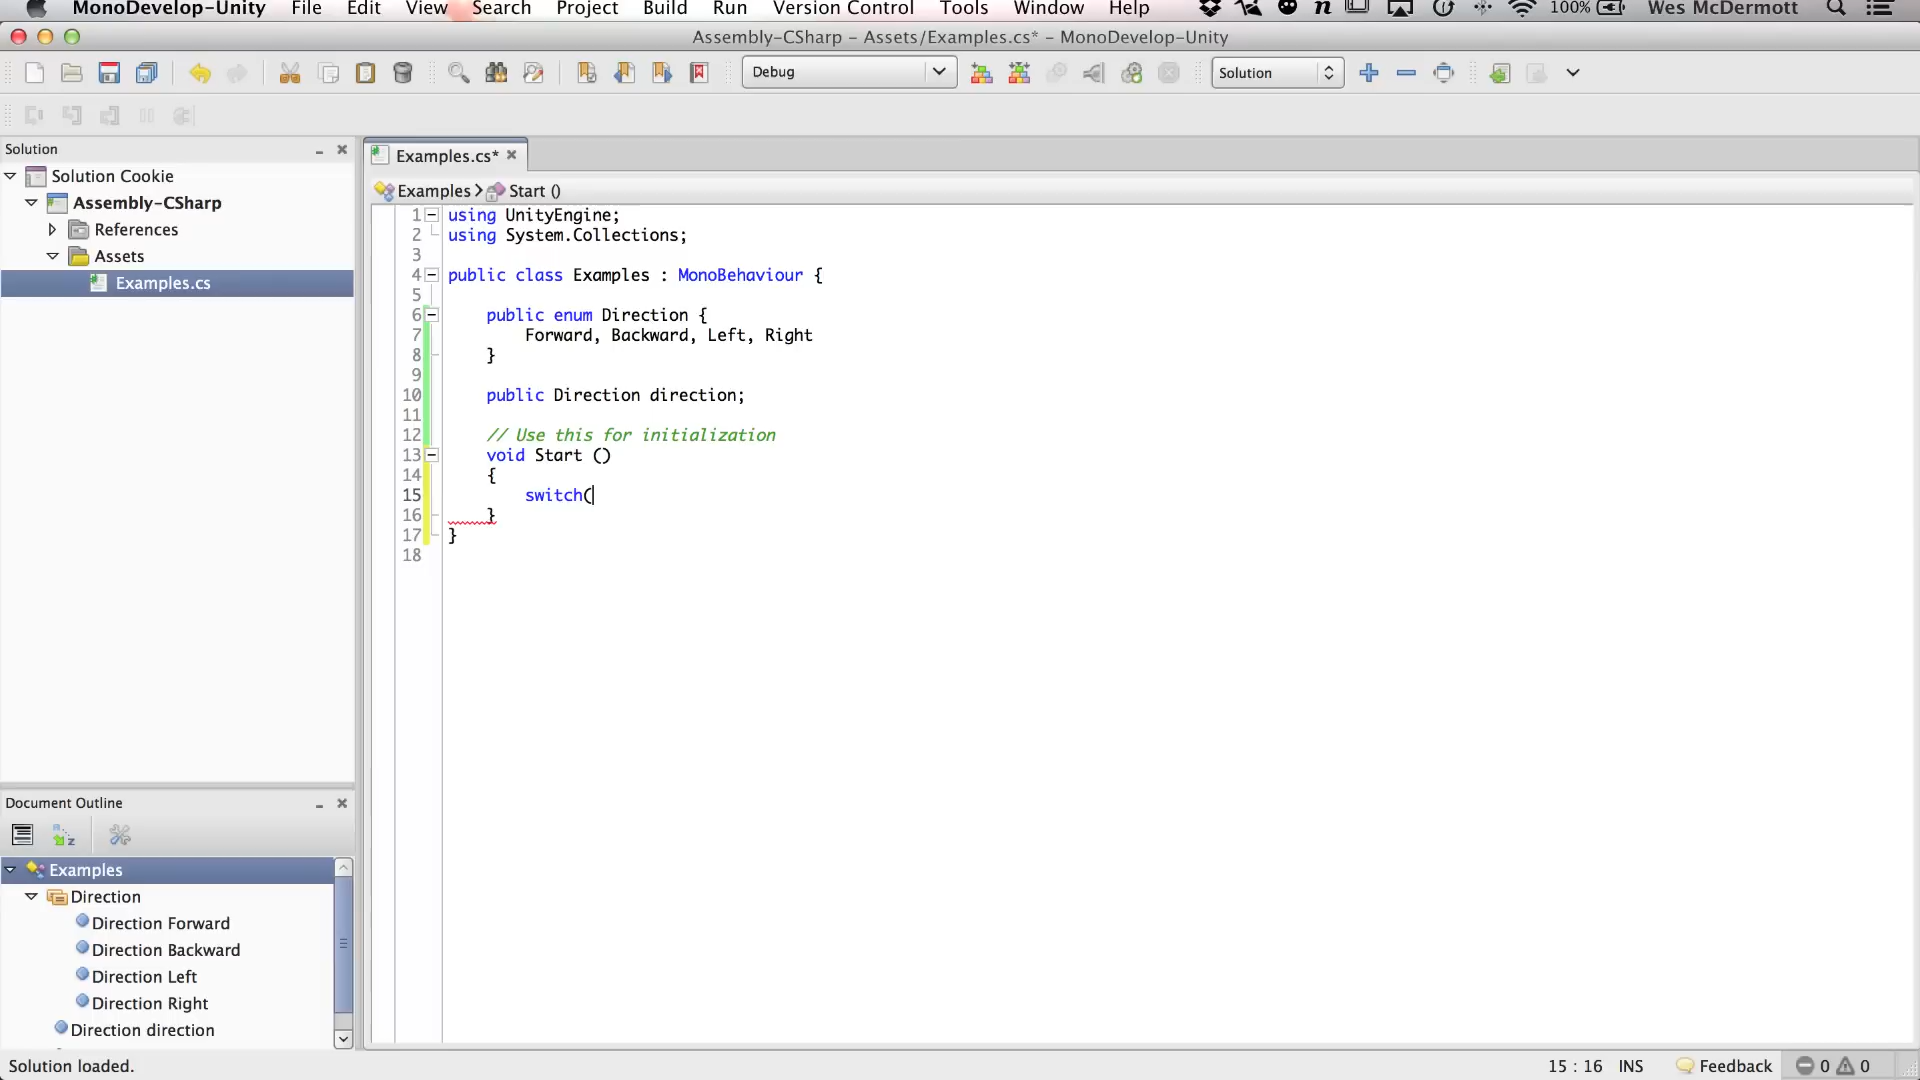 MonoDevelop-Unity File Edit View Search Project Build Run Version Control Tools Window Help 100% Wes McDermott
Assembly-CSharp – Assets/Examples.cs* – MonoDevelop-Unity
Debug Solution
Solution
Solution Cookie
Assembly-CSharp
References
Assets
Examples.cs
Examples.cs*
Examples Start ()
1 using UnityEngine;
2 using System.Collections;
3
4 public class Examples : MonoBehaviour {
5
6 public enum Direction {
7 Forward, Backward, Left, Right
8 }
9
10 public Direction direction;
11
12 // Use this for initialization
13 void Start ()
14 {
15 switch(
16 }
17 }
18
Document Outline
Examples
Direction
Direction Forward
Direction Backward
Direction Left
Direction Right
Direction direction
Solution loaded. 15 : 16 INS Feedback 0 0